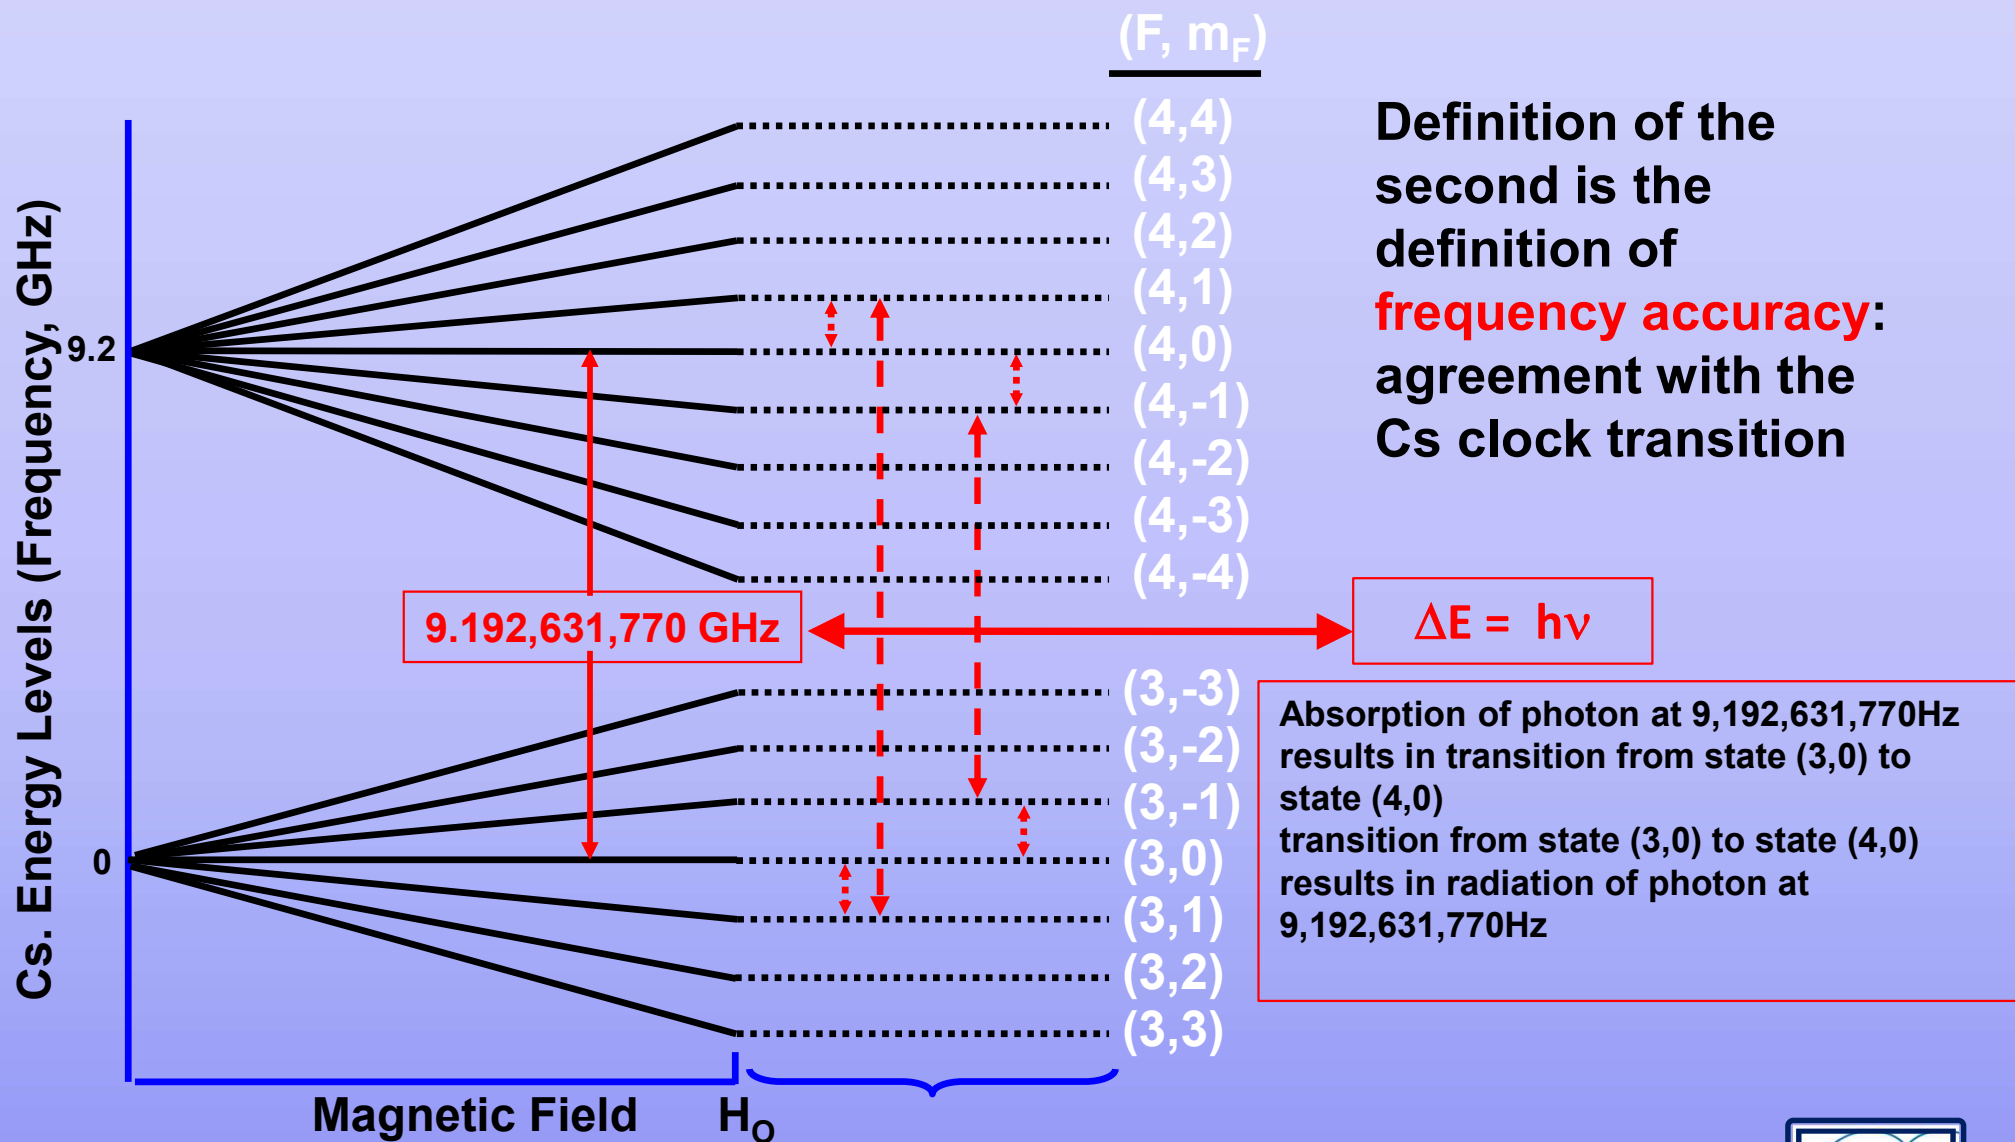 (F, mF)
(4,4)
(4,3)
(4,2)
(4,1)
(4,0)
(4,-1)
(4,-2)
(4,-3)
(4,-4)
(3,-3)
(3,-2)
(3,-1)
(3,0)
(3,1)
(3,2)
(3,3)
Cs. Energy Levels (Frequency, GHz)
9.2
0
9.192,631,770 GHz
Magnetic Field
HO
Definition of the
second is the
definition of
frequency accuracy:
agreement with the
Cs clock transition
ΔE = hν
Absorption of photon at 9,192,631,770Hz
results in transition from state (3,0) to
state (4,0)
transition from state (3,0) to state (4,0)
results in radiation of photon at
9,192,631,770Hz